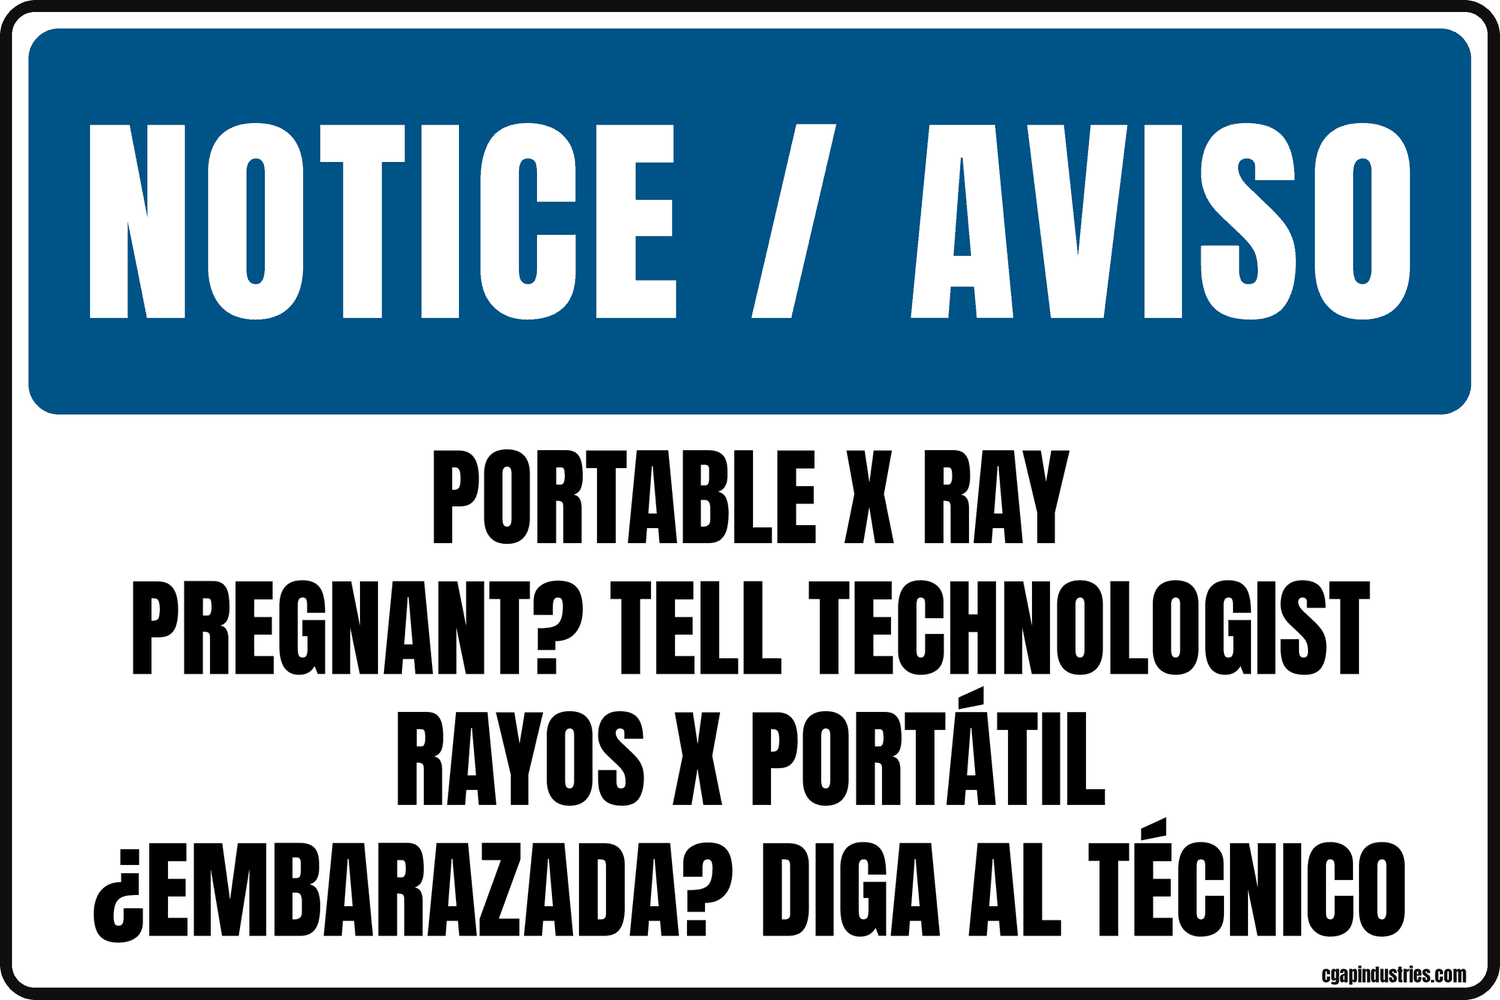 NOTICE / AVISO
PORTABLE X RAY
PREGNANT? TELL TECHNOLOGIST
RAYOS X PORTÁTIL
¿EMBARAZADA? DIGA AL TÉCNICO
cgapindustries.com